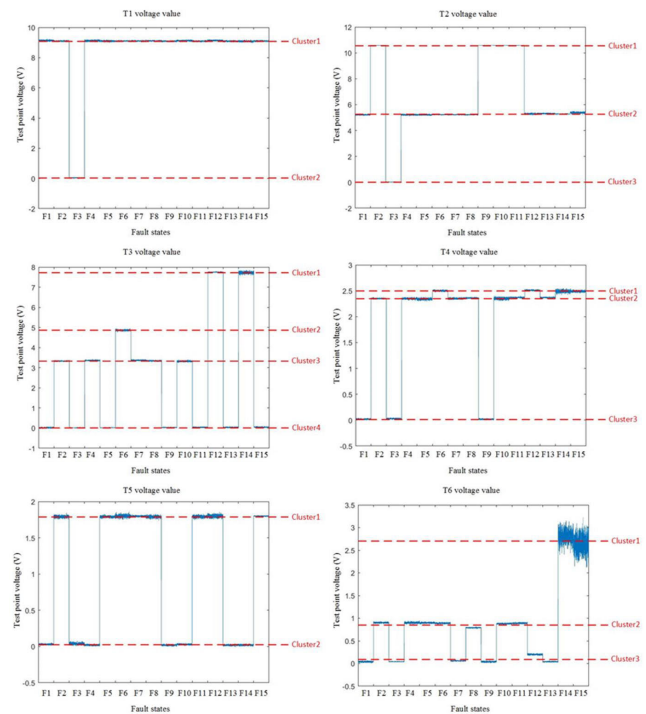 T1 voltage value
Test point voltage (V)
10
8
6
4
2
0
-2
Cluster1
Cluster2
F1 F2 F3 F4 F5 F6 F7 F8 F9 F10 F11 F12 F13 F14 F15
Fault states
T2 voltage value
Test point voltage (V)
12
10
8
6
4
2
0
-2
Cluster1
Cluster2
Cluster3
F1 F2 F3 F4 F5 F6 F7 F8 F9 F10 F11 F12 F13 F14 F15
Fault states
T3 voltage value
Test point voltage (V)
8
7
6
5
4
3
2
1
0
-1
Cluster1
Cluster2
Cluster3
Cluster4
F1 F2 F3 F4 F5 F6 F7 F8 F9 F10 F11 F12 F13 F14 F15
Fault states
T4 voltage value
Test point voltage (V)
3
2.5
2
1.5
1
0.5
0
-0.5
Cluster1
Cluster2
Cluster3
F1 F2 F3 F4 F5 F6 F7 F8 F9 F10 F11 F12 F13 F14 F15
Fault states
T5 voltage value
Test point voltage (V)
2
1.5
1
0.5
0
-0.5
Cluster1
Cluster2
F1 F2 F3 F4 F5 F6 F7 F8 F9 F10 F11 F12 F13 F14 F15
Fault states
T6 voltage value
Test point voltage (V)
3.5
3
2.5
2
1.5
1
0.5
0
-0.5
Cluster1
Cluster2
Cluster3
F1 F2 F3 F4 F5 F6 F7 F8 F9 F10 F11 F12 F13 F14 F15
Fault states